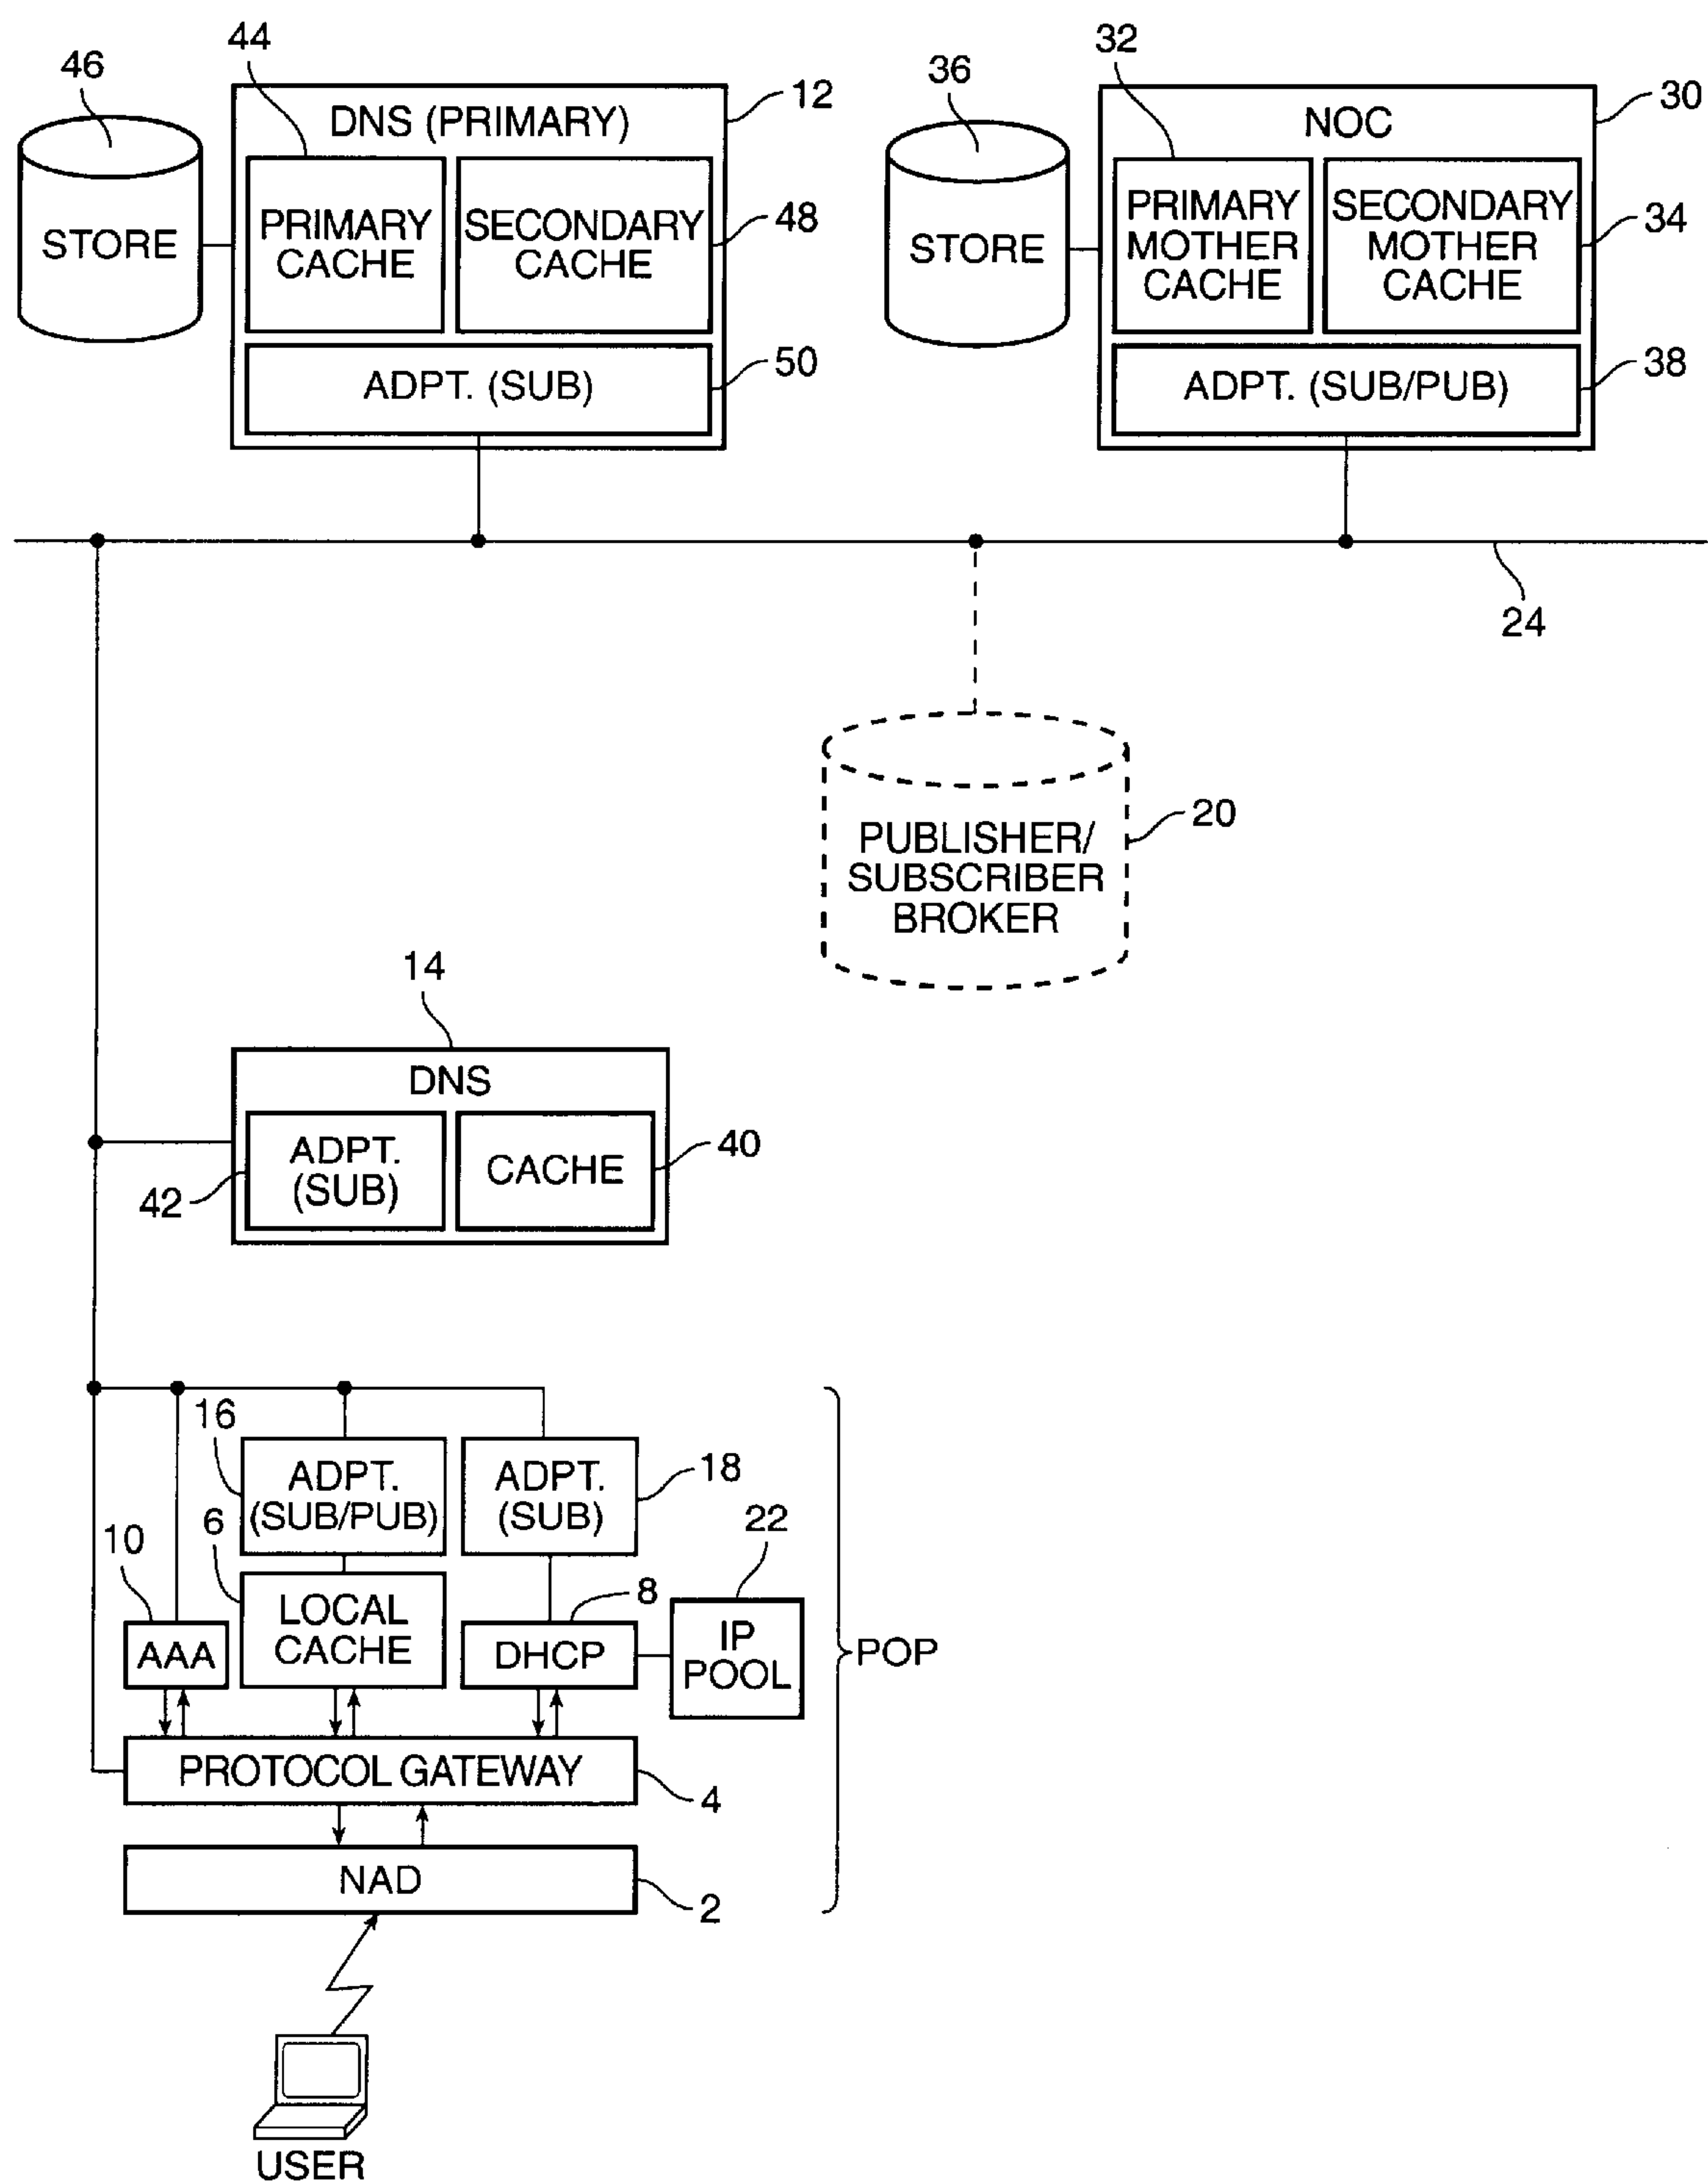 44
46
12
DNS (PRIMARY)
STORE
PRIMARY
CACHE
SECONDARY
CACHE
48
ADPT. (SUB)
50
32
36
30
NOC
STORE
PRIMARY
MOTHER
CACHE
SECONDARY
MOTHER
CACHE
34
ADPT. (SUB/PUB)
38
24
PUBLISHER/
SUBSCRIBER
BROKER
20
14
DNS
ADPT.
(SUB)
CACHE
40
42
16
ADPT.
(SUB/PUB)
ADPT.
(SUB)
18
10
6
22
8
AAA
LOCAL
CACHE
DHCP
IP
POOL
POP
PROTOCOL GATEWAY
4
NAD
2
USER